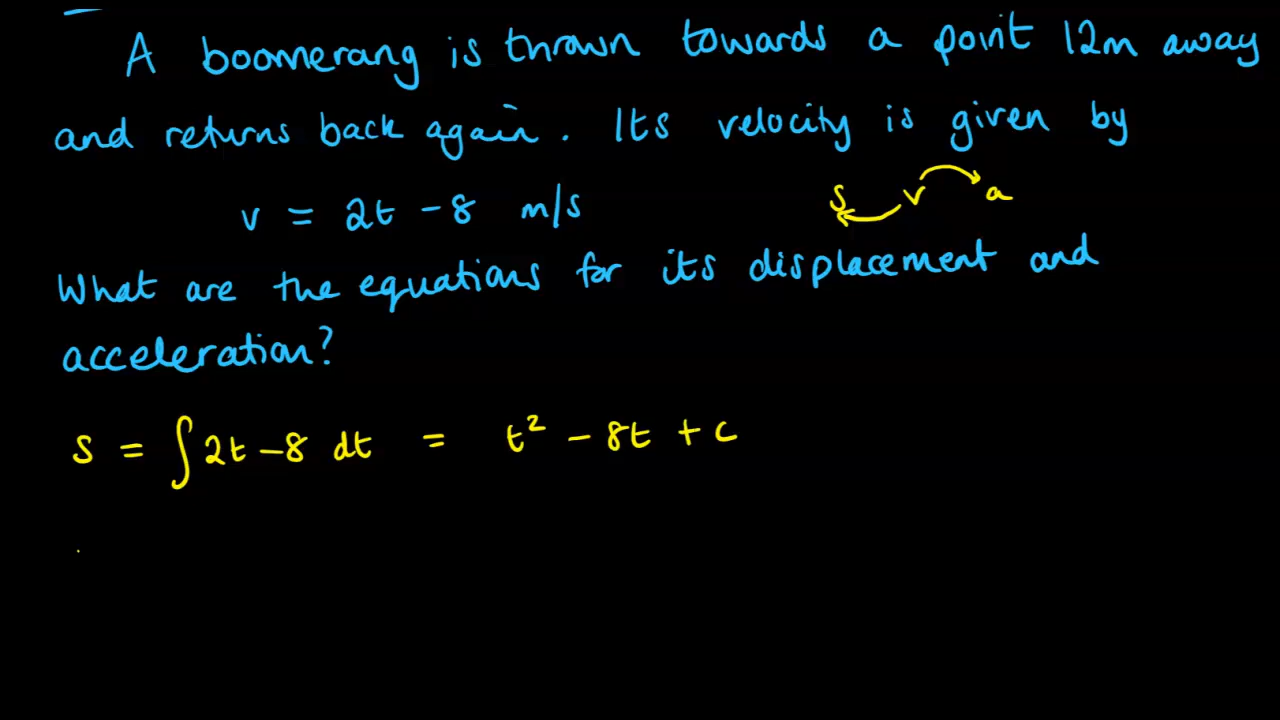 A boomerang is thrown towards a point 12m away
and returns back again. Its velocity is given by
v = 2t - 8 m/s
s v a
What are the equations for its displacement and
acceleration?
s = ∫2t - 8 dt = t² - 8t + c